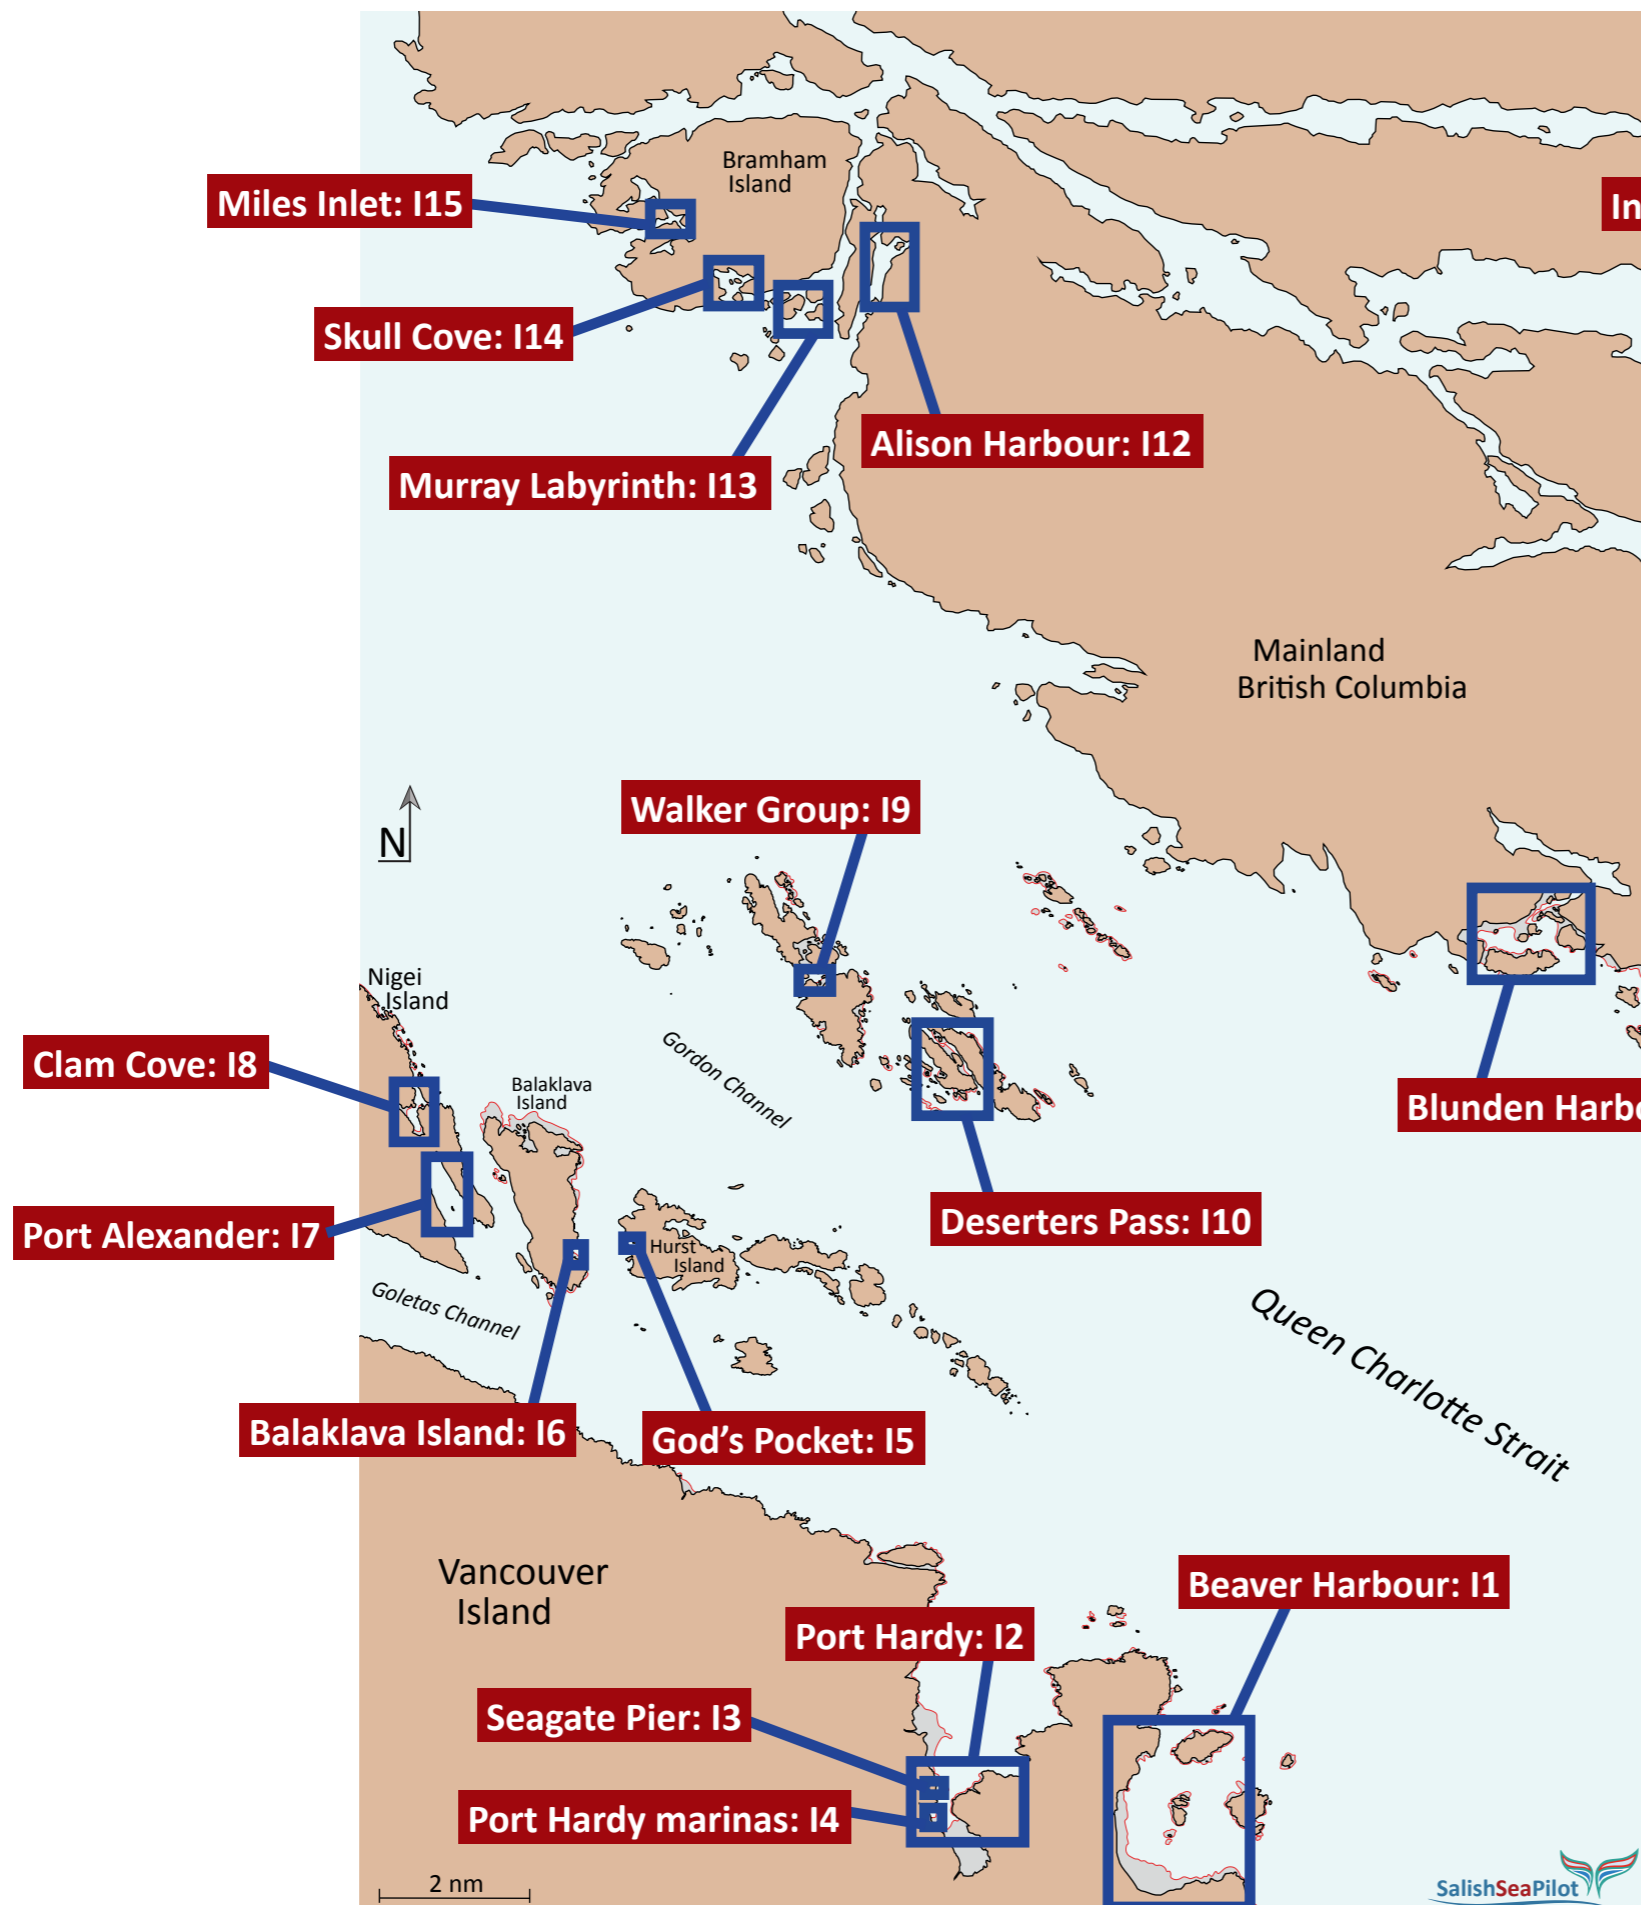 Bramham
Island
Miles Inlet: I15
In
Skull Cove: I14
Alison Harbour: I12
Murray Labyrinth: I13
Mainland
British Columbia
Walker Group: I9
N
Nigei
Island
Clam Cove: I8
Gordon Channel
Balaklava
Island
Blunden Harbo
Port Alexander: I7
Deserters Pass: I10
Hurst
Island
Goletas Channel
Queen Charlotte Strait
Balaklava Island: I6
God's Pocket: I5
Vancouver
Island
Beaver Harbour: I1
Port Hardy: I2
Seagate Pier: I3
Port Hardy marinas: I4
2 nm
SalishSeaPilot